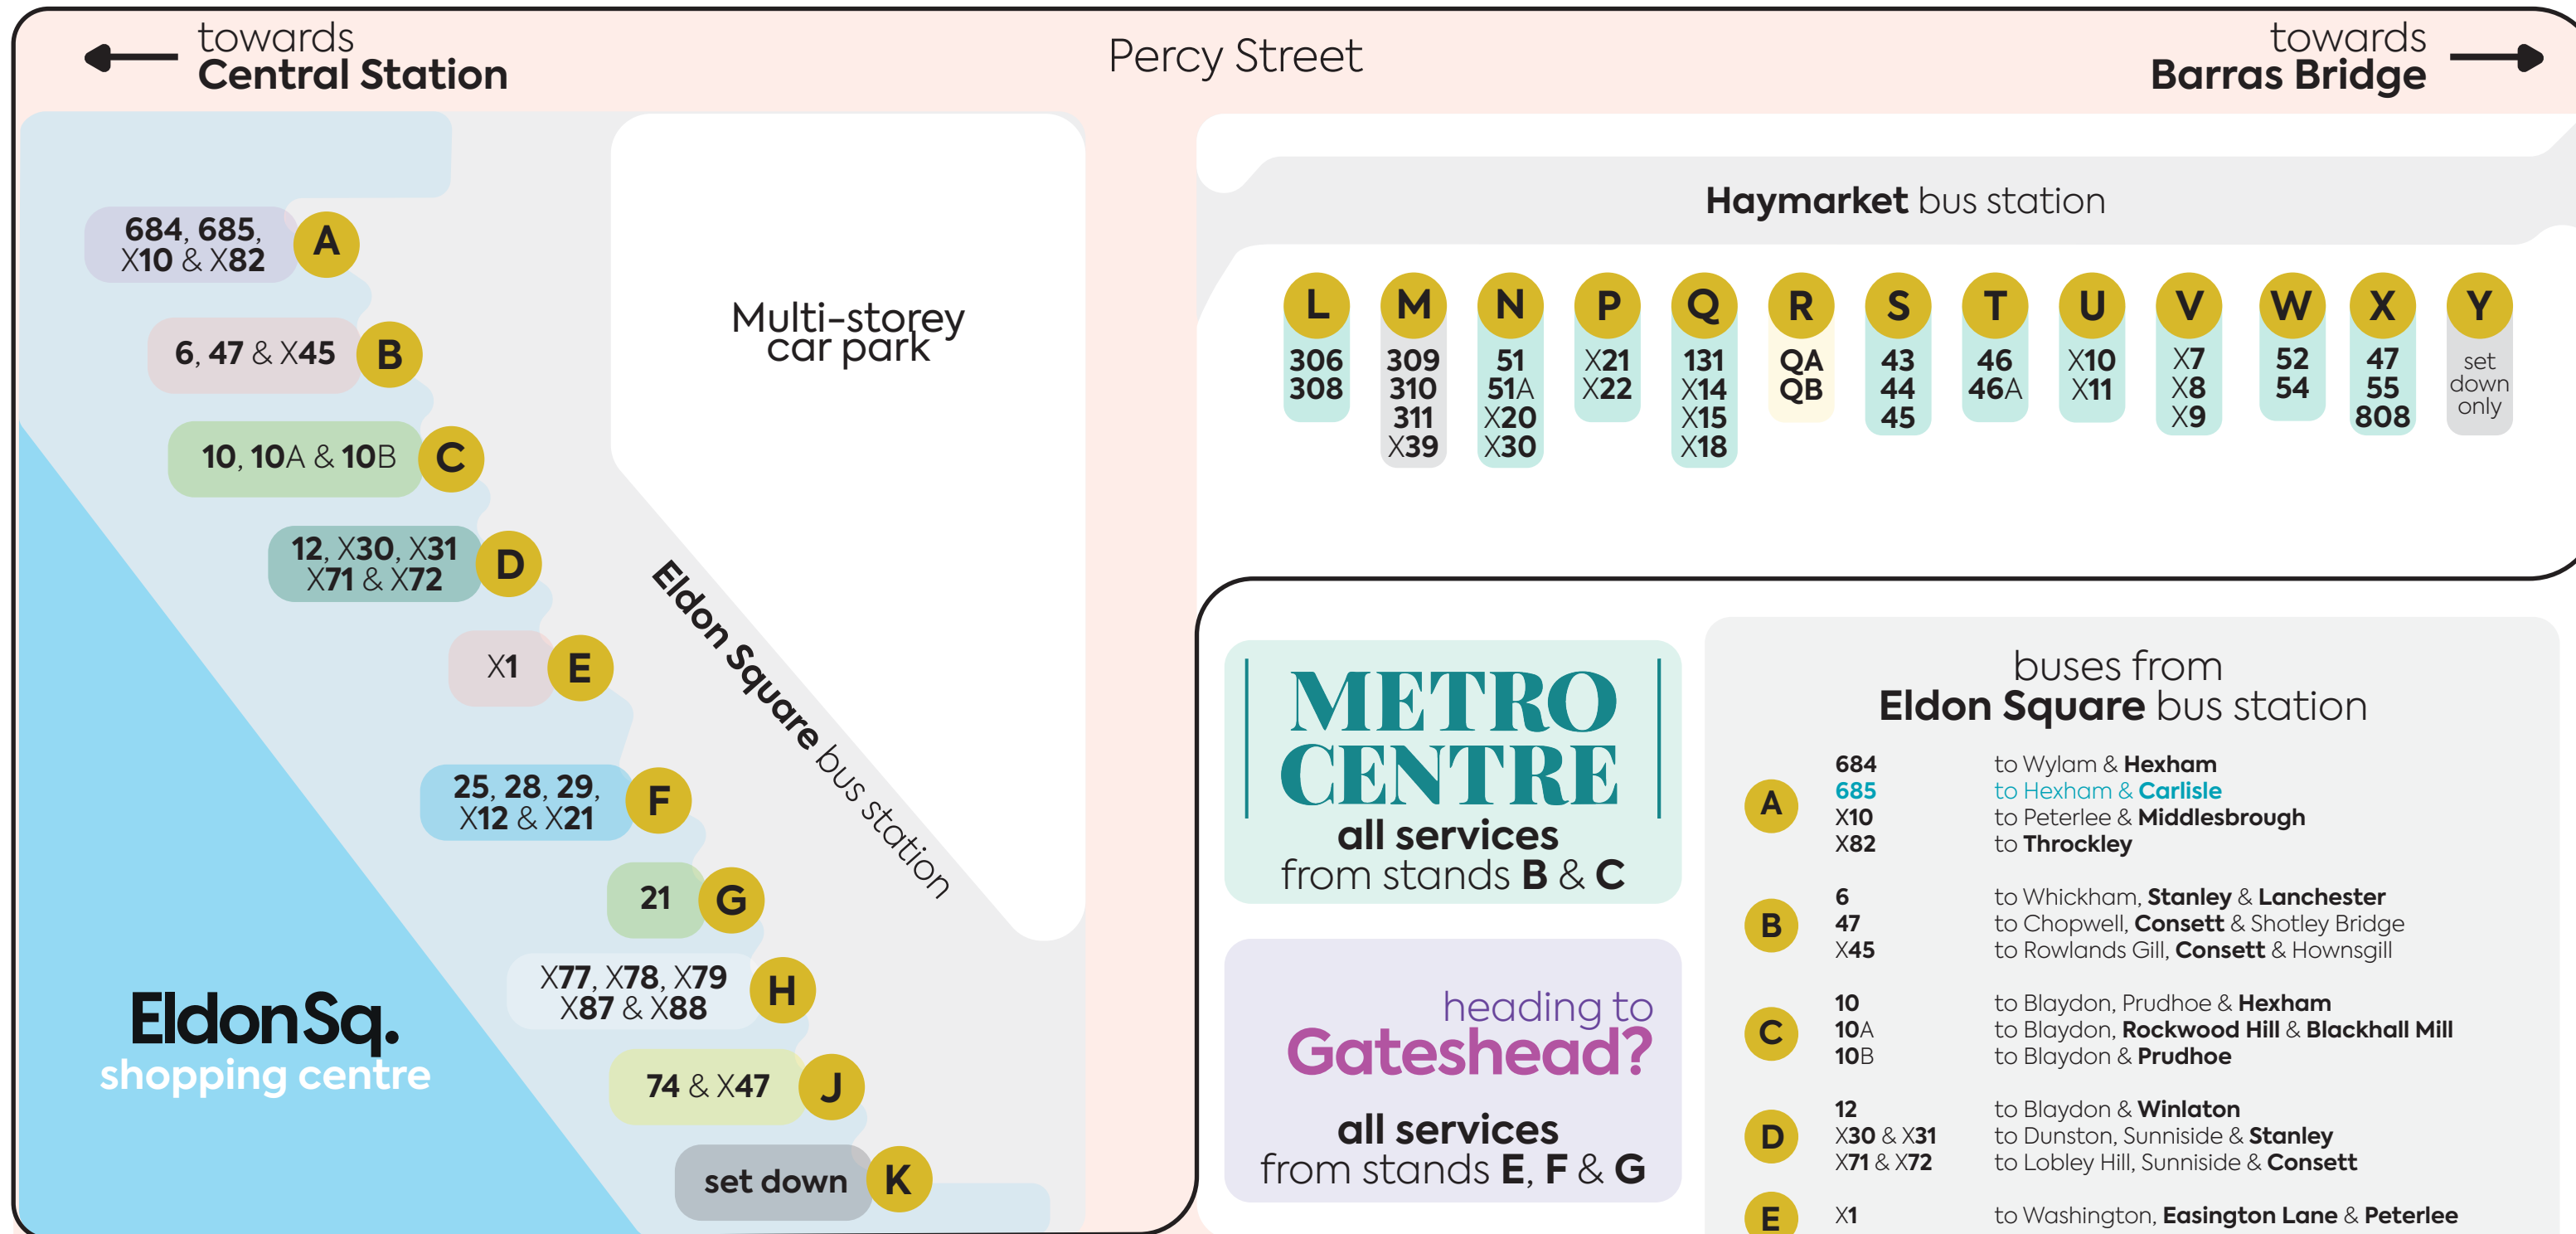 towards
Central Station
Percy Street
towards
Barras Bridge
684, 685,
X10 & X82
A
6, 47 & X45
B
10, 10A & 10B
C
12, X30, X31
X71 & X72
D
X1
E
25, 28, 29,
X12 & X21
F
21
G
X77, X78, X79
X87 & X88
H
74 & X47
J
set down
K
Multi-storey
car park
Eldon Square bus station
Eldon Sq.
shopping centre
Haymarket bus station
L
306
308
M
309
310
311
X39
N
51
51A
X20
X30
P
X21
X22
Q
131
X14
X15
X18
R
QA
QB
S
43
44
45
T
46
46A
U
X10
X11
V
X7
X8
X9
W
52
54
X
47
55
808
Y
set
down
only
METRO
CENTRE
all services
from stands B & C
heading to
Gateshead?
all services
from stands E, F & G
buses from
Eldon Square bus station
A
684 to Wylam & Hexham
685 to Hexham & Carlisle
X10 to Peterlee & Middlesbrough
X82 to Throckley
B
6 to Whickham, Stanley & Lanchester
47 to Chopwell, Consett & Shotley Bridge
X45 to Rowlands Gill, Consett & Hownsgill
C
10 to Blaydon, Prudhoe & Hexham
10A to Blaydon, Rockwood Hill & Blackhall Mill
10B to Blaydon & Prudhoe
D
12 to Blaydon & Winlaton
X30 & X31 to Dunston, Sunniside & Stanley
X71 & X72 to Lobley Hill, Sunniside & Consett
E
X1 to Washington, Easington Lane & Peterlee